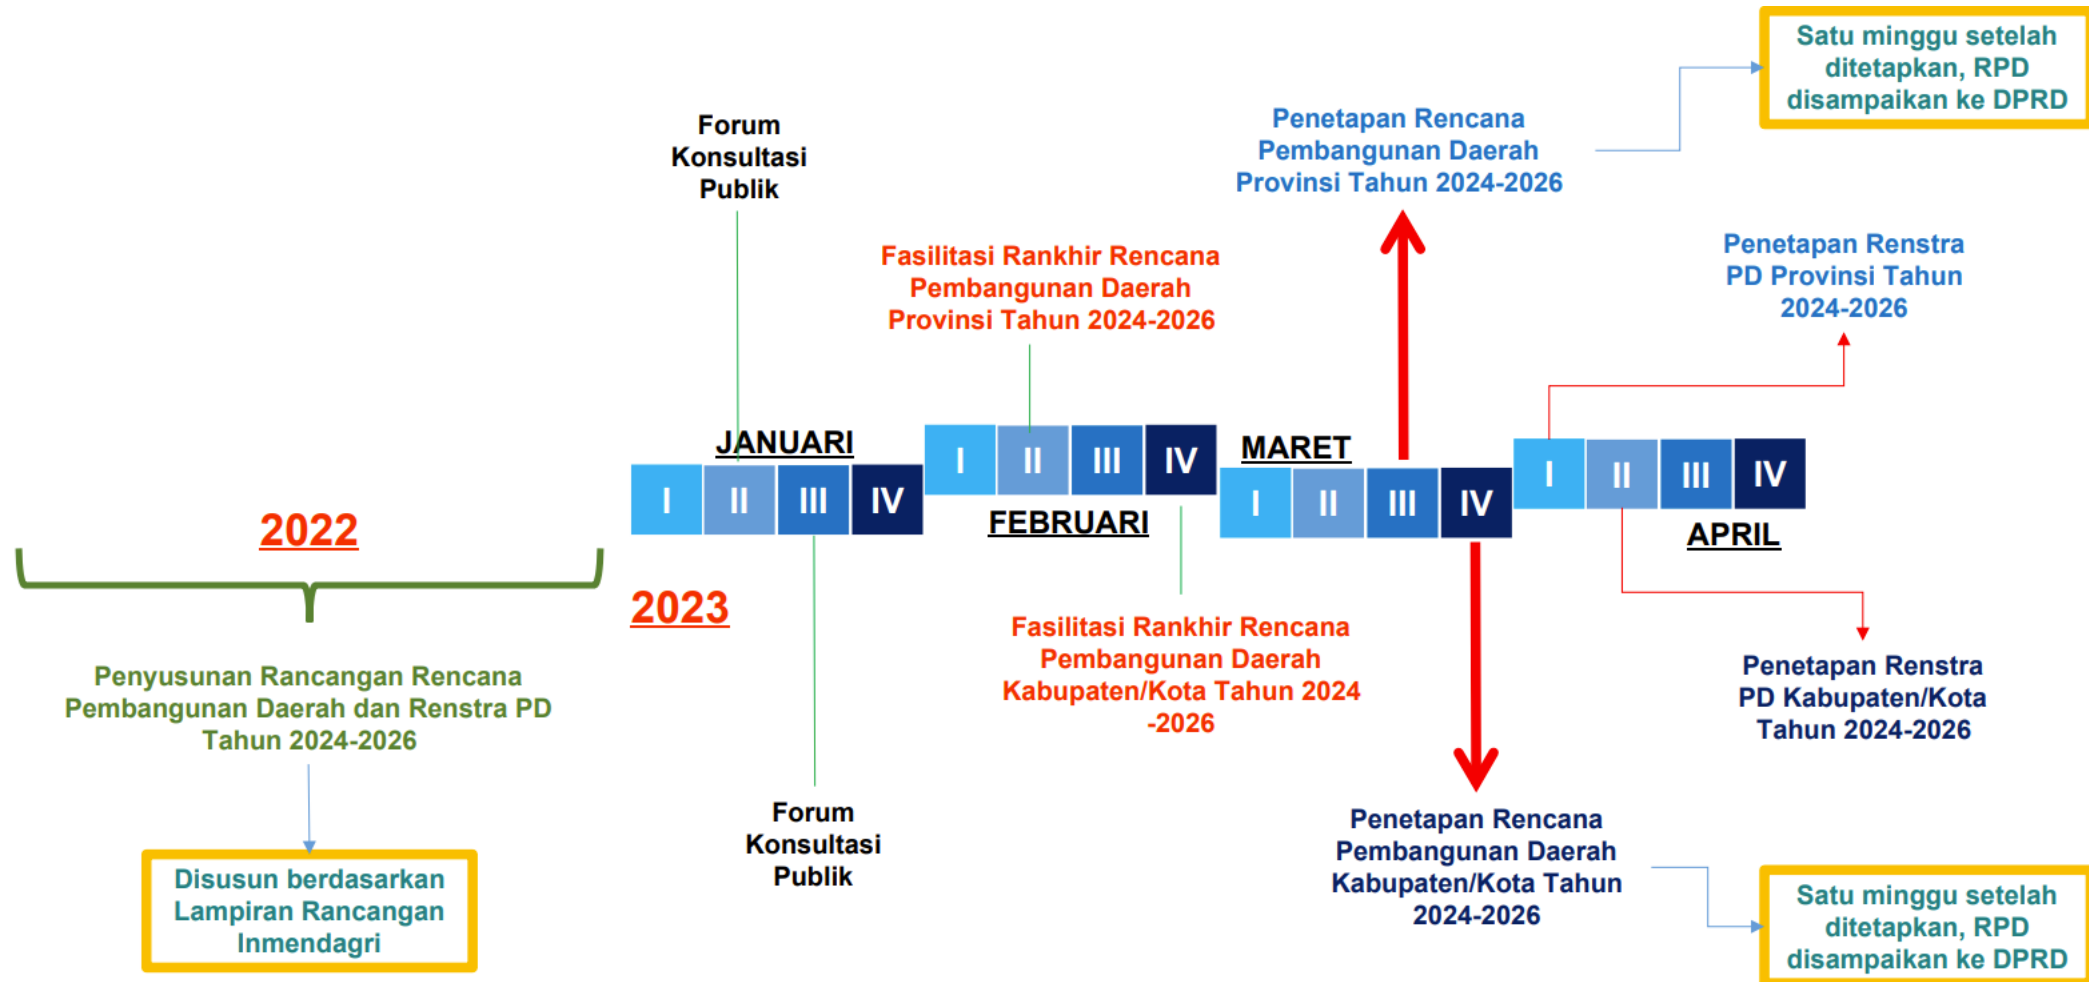 Satu minggu setelah
ditetapkan, RPD
disampaikan ke DPRD
Forum
Konsultasi
Publik
Penetapan Rencana
Pembangunan Daerah
Provinsi Tahun 2024-2026
Fasilitasi Rankhir Rencana
Pembangunan Daerah
Provinsi Tahun 2024-2026
Penetapan Renstra
PD Provinsi Tahun
2024-2026
JANUARI
I II III IV
I II III IV
FEBRUARI
MARET
I II III IV
I II III IV
APRIL
2022
2023
Penyusunan Rancangan Rencana
Pembangunan Daerah dan Renstra PD
Tahun 2024-2026
Disusun berdasarkan
Lampiran Rancangan
Inmendagri
Forum
Konsultasi
Publik
Fasilitasi Rankhir Rencana
Pembangunan Daerah
Kabupaten/Kota Tahun 2024
-2026
Penetapan Rencana
Pembangunan Daerah
Kabupaten/Kota Tahun
2024-2026
Penetapan Renstra
PD Kabupaten/Kota
Tahun 2024-2026
Satu minggu setelah
ditetapkan, RPD
disampaikan ke DPRD